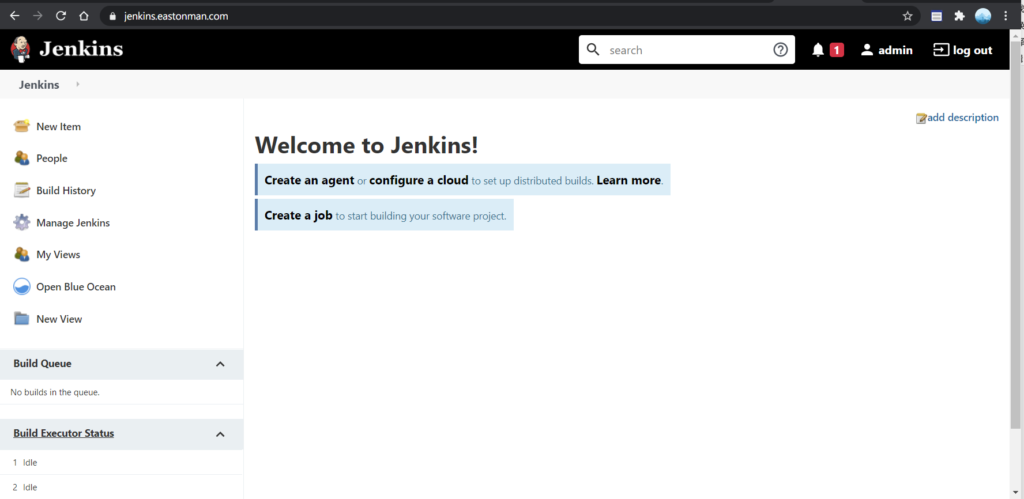 jenkins.eastonman.com
Jenkins
search
1
admin
log out
Jenkins
New Item
People
Build History
Manage Jenkins
My Views
Open Blue Ocean
New View
Build Queue
No builds in the queue.
Build Executor Status
1 Idle
2 Idle
add description
Welcome to Jenkins!
Create an agent or configure a cloud to set up distributed builds. Learn more.
Create a job to start building your software project.